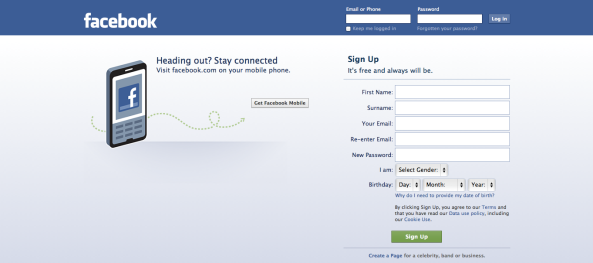 facebook
Email or Phone
Password
Log In
Keep me logged in
Forgotten your password?
Heading out? Stay connected
Visit facebook.com on your mobile phone.
f
Get Facebook Mobile
Sign Up
It's free and always will be.
First Name:
Surname:
Your Email:
Re-enter Email:
New Password:
I am: Select Gender:
Birthday: Day: Month: Year:
Why do I need to provide my date of birth?
By clicking Sign Up, you agree to our Terms and
that you have read our Data use policy, including
our Cookie Use.
Sign Up
Create a Page for a celebrity, band or business.